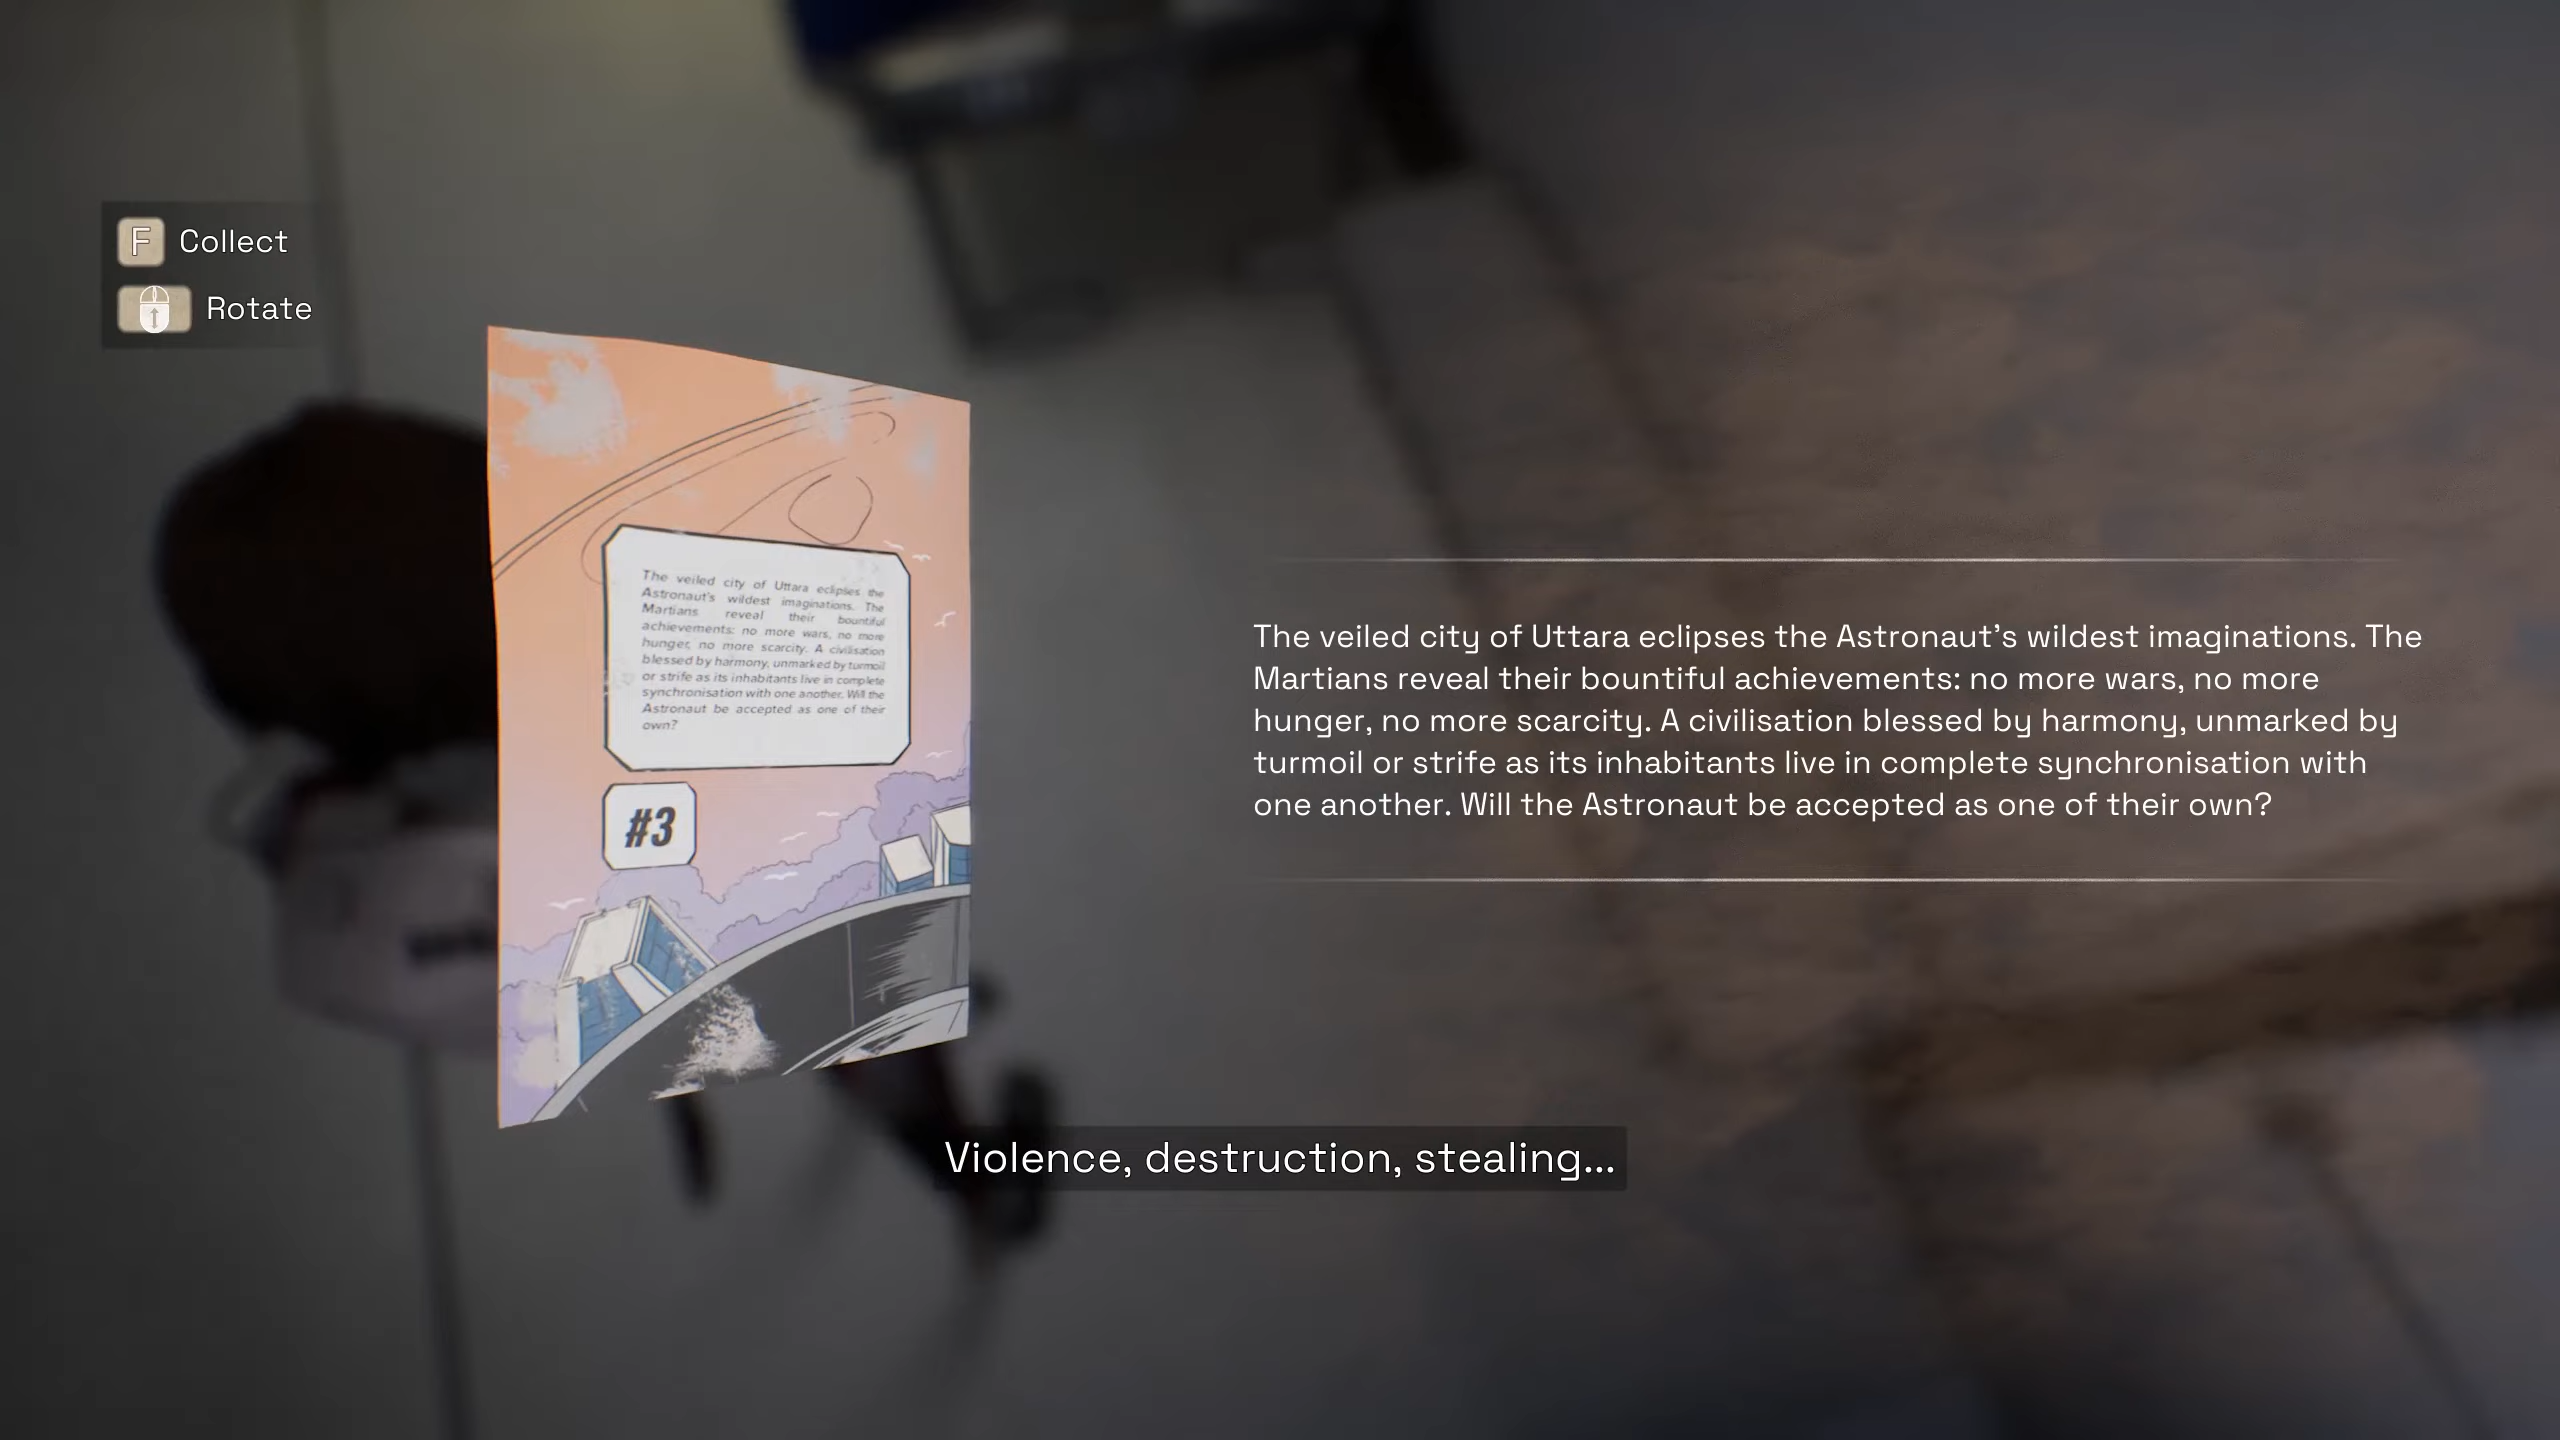 F Collect
Rotate
The veiled city of Uttara eclipses the
Astronaut's wildest imaginations. The
Martians reveal their bountiful
achievements: no more wars, no more
hunger, no more scarcity. A civilisation
blessed by harmony, unmarked by turmoil
or strife as its inhabitants live in complete
synchronisation with one another. Will the
Astronaut be accepted as one of their
own?
#3
The veiled city of Uttara eclipses the Astronaut's wildest imaginations. The
Martians reveal their bountiful achievements: no more wars, no more
hunger, no more scarcity. A civilisation blessed by harmony, unmarked by
turmoil or strife as its inhabitants live in complete synchronisation with
one another. Will the Astronaut be accepted as one of their own?
Violence, destruction, stealing...